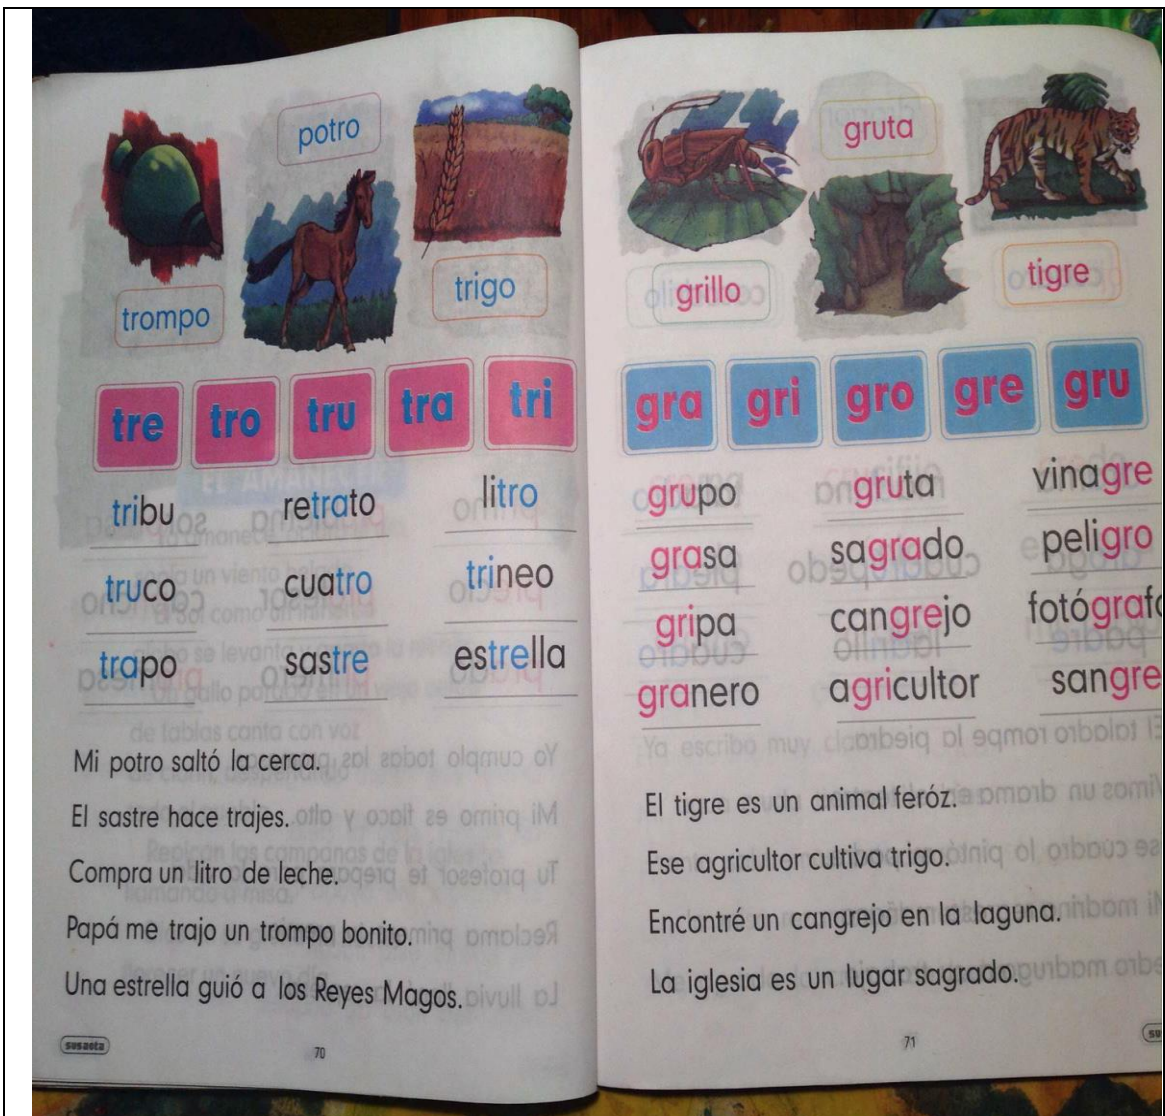 potro
trompo
trigo
tre tro tru tra tri
tribu retrato litro
truco cuatro trineo
trapo sastre estrella
Mi potro saltó la cerca.
El sastre hace trajes.
Compra un litro de leche.
Papá me trajo un trompo bonito.
Una estrella guió a los Reyes Magos.
susaeta
70
gruta
grillo
tigre
gra gri gro gre gru
grupo gruta vinagre
grasa sagrado peligro
gripa cangrejo fotógrafo
granero agricultor sangre
El tigre es un animal feróz.
Ese agricultor cultiva trigo.
Encontré un cangrejo en la laguna.
La iglesia es un lugar sagrado.
71